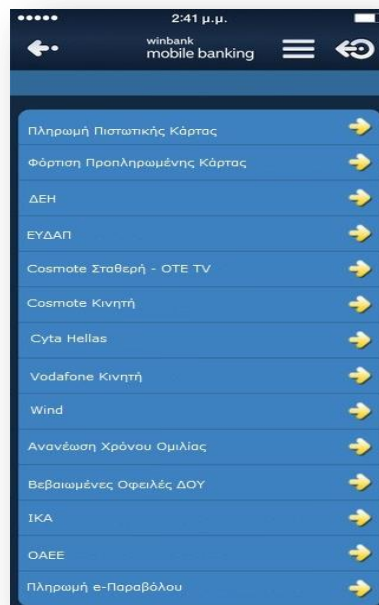 2:41 μ.μ.
winbank
mobile banking
Πληρωμή Πιστωτικής Κάρτας
Φόρτιση Προπληρωμένης Κάρτας
ΔΕΗ
ΕΥΔΑΠ
Cosmote Σταθερή - ΟΤΕ TV
Cosmote Κινητή
Cyta Hellas
Vodafone Κινητή
Wind
Ανανέωση Χρόνου Ομιλίας
Βεβαιωμένες Οφειλές ΔΟΥ
ΙΚΑ
ΟΑΕΕ
Πληρωμή e-Παραβόλου